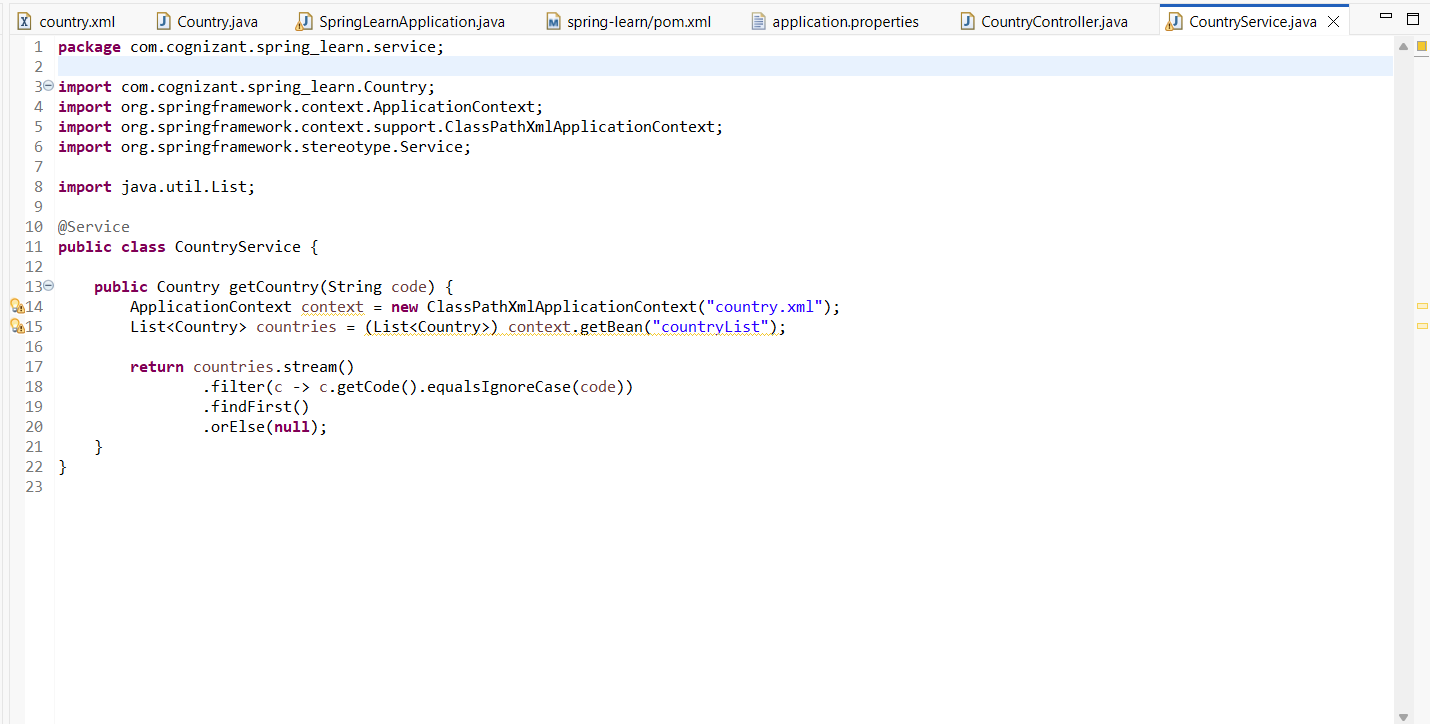 country.xml Country.java SpringLearnApplication.java spring-learn/pom.xml application.properties CountryController.java CountryService.java
1 package com.cognizant.spring_learn.service;
2
3 import com.cognizant.spring_learn.Country;
4 import org.springframework.context.ApplicationContext;
5 import org.springframework.context.support.ClassPathXmlApplicationContext;
6 import org.springframework.stereotype.Service;
7
8 import java.util.List;
9
10 @Service
11 public class CountryService {
12
13     public Country getCountry(String code) {
14         ApplicationContext context = new ClassPathXmlApplicationContext("country.xml");
15         List<Country> countries = (List<Country>) context.getBean("countryList");
16
17         return countries.stream()
18                 .filter(c -> c.getCode().equalsIgnoreCase(code))
19                 .findFirst()
20                 .orElse(null);
21     }
22 }
23